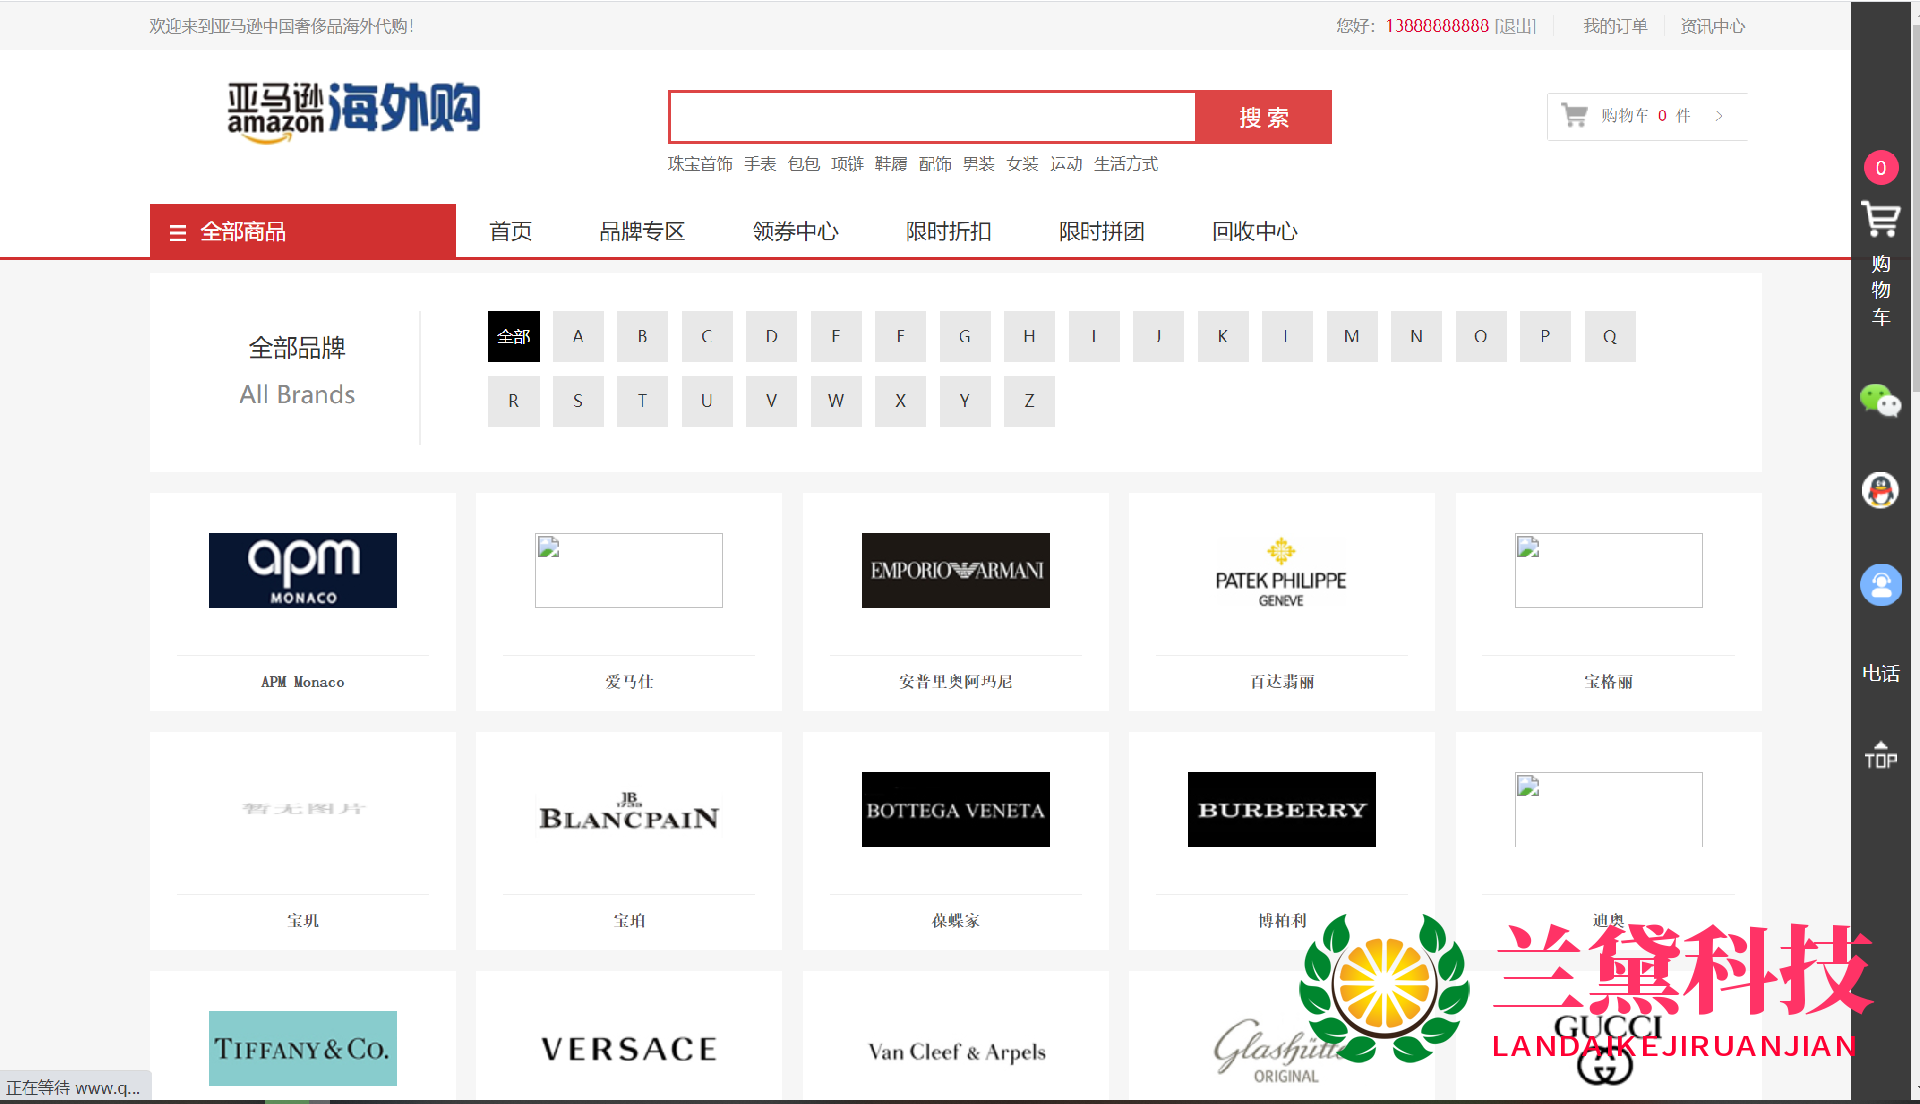 欢迎来到亚马逊中国奢侈品海外代购！
您好：13888888888 [退出] 我的订单 资讯中心
亚马逊 海外购
amazon
搜 索
珠宝首饰 手表 包包 项链 鞋履 配饰 男装 女装 运动 生活方式
购物车 0 件 >
0
购
物
车
全部商品 首页 品牌专区 领券中心 限时折扣 限时拼团 回收中心
全部品牌
All Brands
全部 A B C D E F G H I J K L M N O P Q
R S T U V W X Y Z
apm
MONACO
EMPORIO ARMANI
PATEK PHILIPPE
GENEVE
APM Monaco 爱马仕 安普里奥阿玛尼 百达翡丽 宝格丽
电话
TOP
暂无图片
JB
1735
BLANCPAIN
BOTTEGA VENETA
BURBERRY
宝玑 宝珀 葆蝶家 博柏利 迪奥
兰黛科技
LANDAIKEJIRUANJIAN
TIFFANY & CO.
VERSACE
Van Cleef & Arpels
Glashütte
ORIGINAL
GUCCI
正在等待 www.q...